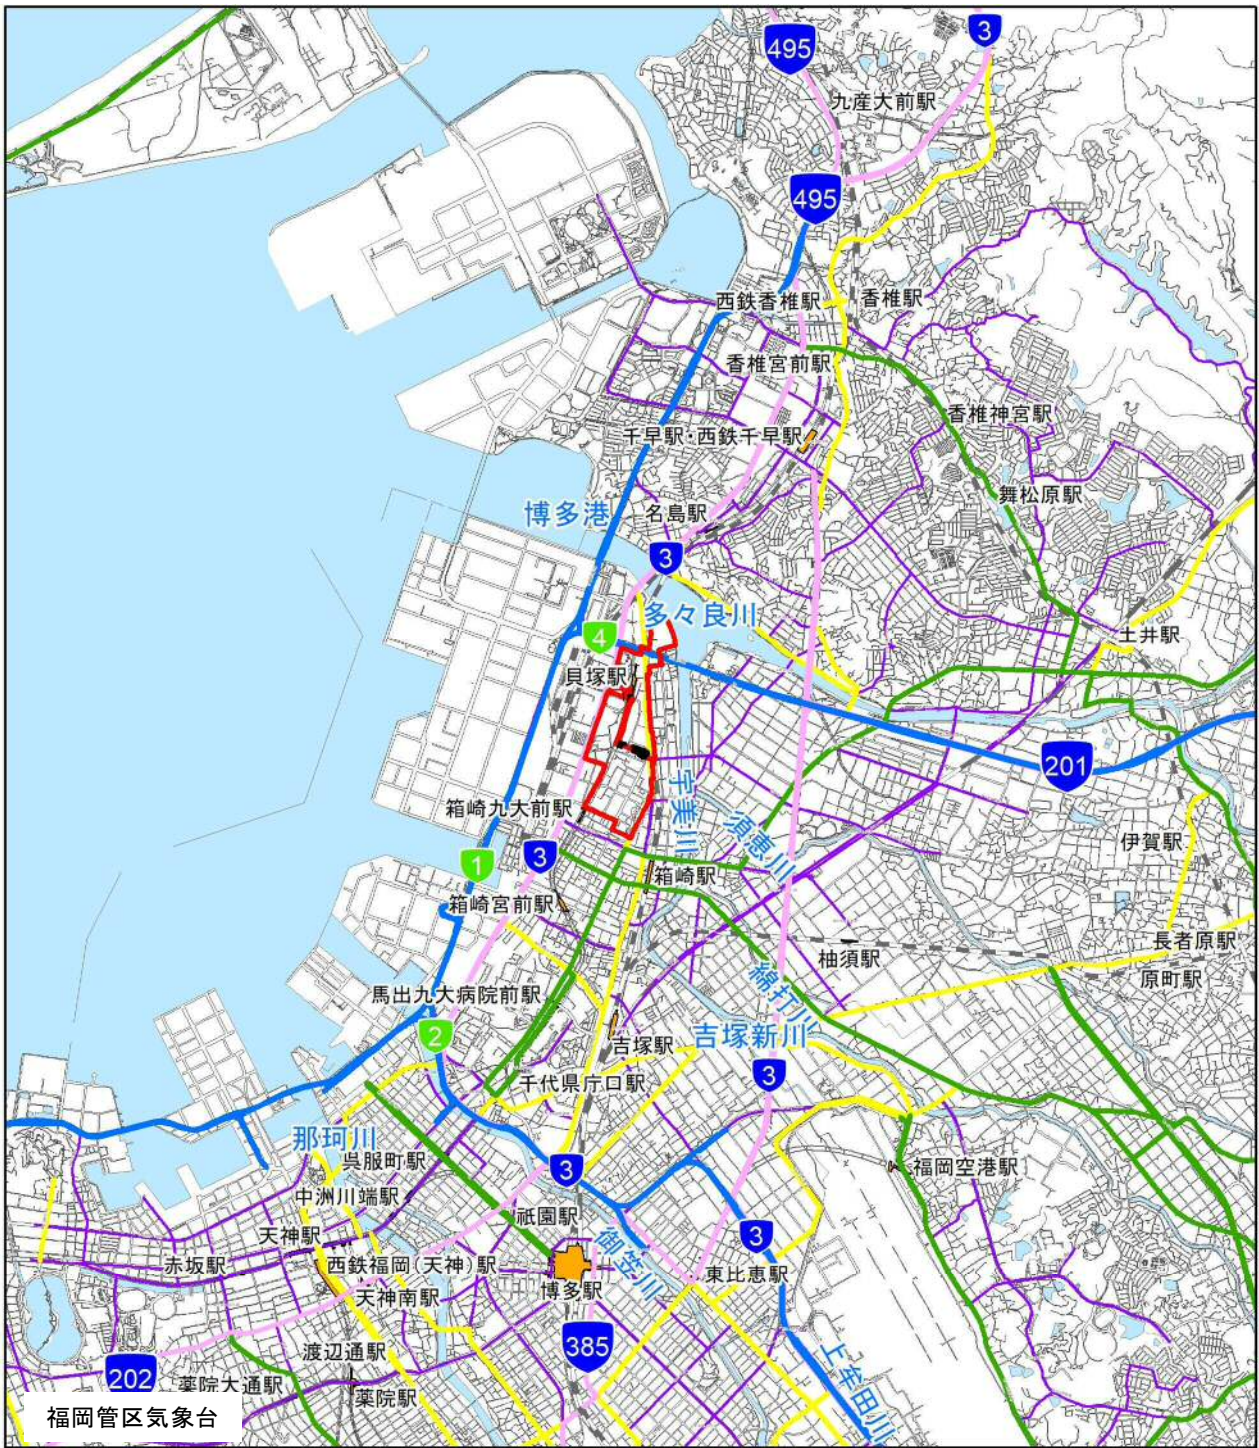 495
3
九産大前駅
495
西鉄香椎駅
香椎駅
香椎宮前駅
香椎神宮駅
千早駅・西鉄千早駅
舞松原駅
博多港
名島駅
3
多々良川
4
土井駅
貝塚駅
201
宇美川
箱崎九大前駅
須恵川
伊賀駅
3
1
箱崎駅
箱崎宮前駅
長者原駅
柚須駅
原町駅
綿打川
馬出九大病院前駅
2
吉塚駅
吉塚新川
3
千代県庁口駅
那珂川
呉服町駅
3
福岡空港駅
中洲川端駅
祇園駅
天神駅
3
御笠川
赤坂駅
西鉄福岡(天神)駅
東比恵駅
博多駅
天神南駅
385
渡辺通駅
上牟田川
202
薬院大通駅
薬院駅
福岡管区気象台